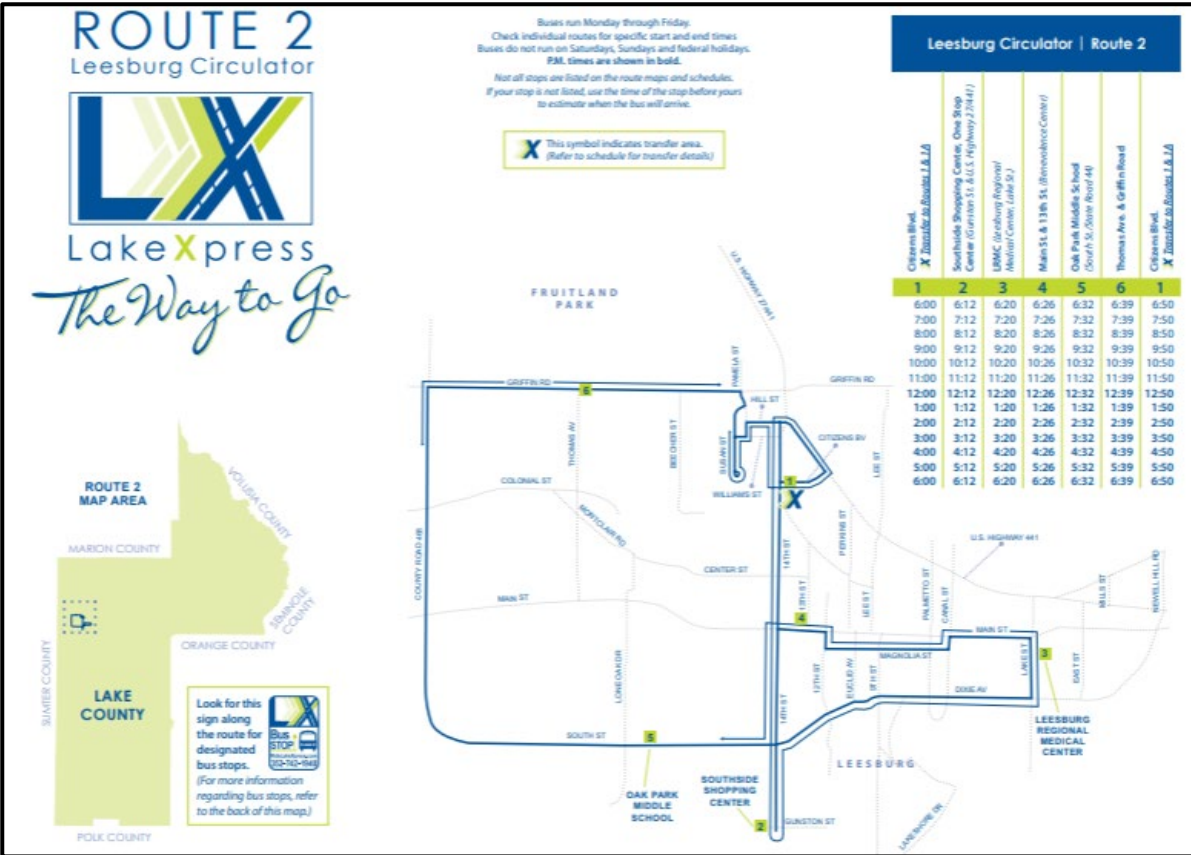 ROUTE 2
Leesburg Circulator
LX
LakeXpress
The Way to Go
Buses run Monday through Friday.
Check individual routes for specific start and end times
Buses do not run on Saturdays, Sundays and federal holidays.
P.M. times are shown in bold.
Not all stops are listed on the route maps and schedules.
If your stop is not listed, use the time of the stop before yours
to estimate when the bus will arrive.
X This symbol indicates transfer area.
(Refer to schedule for transfer details)
Leesburg Circulator | Route 2
Citizens Blvd.
X Transfer to Routes 1 & 1A
Southside Shopping Center, One Stop
Center (Gunston St. & U.S. Highway 27/441)
LRMC (Leesburg Regional
Medical Center, Lake St.)
Main St. & 13th St. (Benevolence Center)
Oak Park Middle School
(South St./State Road 44)
Thomas Ave. & Griffin Road
Citizens Blvd.
X Transfer to Routes 1 & 1A
1 2 3 4 5 6 1
6:00 6:12 6:20 6:26 6:32 6:39 6:50
7:00 7:12 7:20 7:26 7:32 7:39 7:50
8:00 8:12 8:20 8:26 8:32 8:39 8:50
9:00 9:12 9:20 9:26 9:32 9:39 9:50
10:00 10:12 10:20 10:26 10:32 10:39 10:50
11:00 11:12 11:20 11:26 11:32 11:39 11:50
12:00 12:12 12:20 12:26 12:32 12:39 12:50
1:00 1:12 1:20 1:26 1:32 1:39 1:50
2:00 2:12 2:20 2:26 2:32 2:39 2:50
3:00 3:12 3:20 3:26 3:32 3:39 3:50
4:00 4:12 4:20 4:26 4:32 4:39 4:50
5:00 5:12 5:20 5:26 5:32 5:39 5:50
6:00 6:12 6:20 6:26 6:32 6:39 6:50
FRUITLAND
PARK
U.S. HIGHWAY 27/441
PAMELA ST
GRIFFIN RD
6
GRIFFIN RD
HILL ST
THOMAS AV
BEECHER ST
SUSAN ST
CITIZENS BV
LEE ST
COLONIAL ST
1
WILLIAMS ST
X
MONTCLAIR RD
14TH ST
PERKINS ST
U.S. HIGHWAY 441
COUNTY ROAD 468
CENTER ST
MAIN ST
13TH ST
LEE ST
PALMETTO ST
CANAL ST
MILLS ST
NEWELL HILL RD
4
MAIN ST
MAGNOLIA ST
LAKE ST
3
EAST ST
LONE OAK DR
12TH ST
EUCLID AV
9TH ST
DIXIE AV
14TH ST
SOUTH ST
5
LEESBURG
REGIONAL
MEDICAL
CENTER
LEESBURG
OAK PARK
MIDDLE
SCHOOL
SOUTHSIDE
SHOPPING
CENTER
2
GUNSTON ST
LAKESHORE DR
ROUTE 2
MAP AREA
VOLUSIA COUNTY
MARION COUNTY
SEMINOLE
COUNTY
ORANGE COUNTY
SUMTER COUNTY
LAKE
COUNTY
POLK COUNTY
Look for this
sign along
the route for
designated
bus stops.
(For more information
regarding bus stops, refer
to the back of this map.)
LX
Bus
STOP